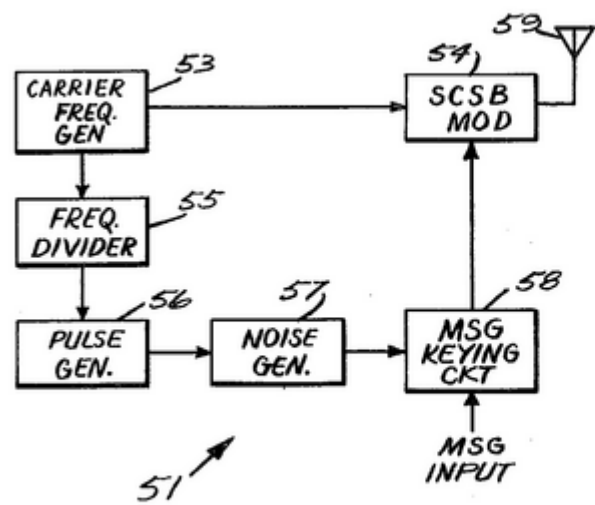 53
CARRIER
FREQ.
GEN
54
SCSB
MOD
59
55
FREQ.
DIVIDER
56
PULSE
GEN.
57
NOISE
GEN.
58
MSG
KEYING
CKT
MSG
INPUT
51